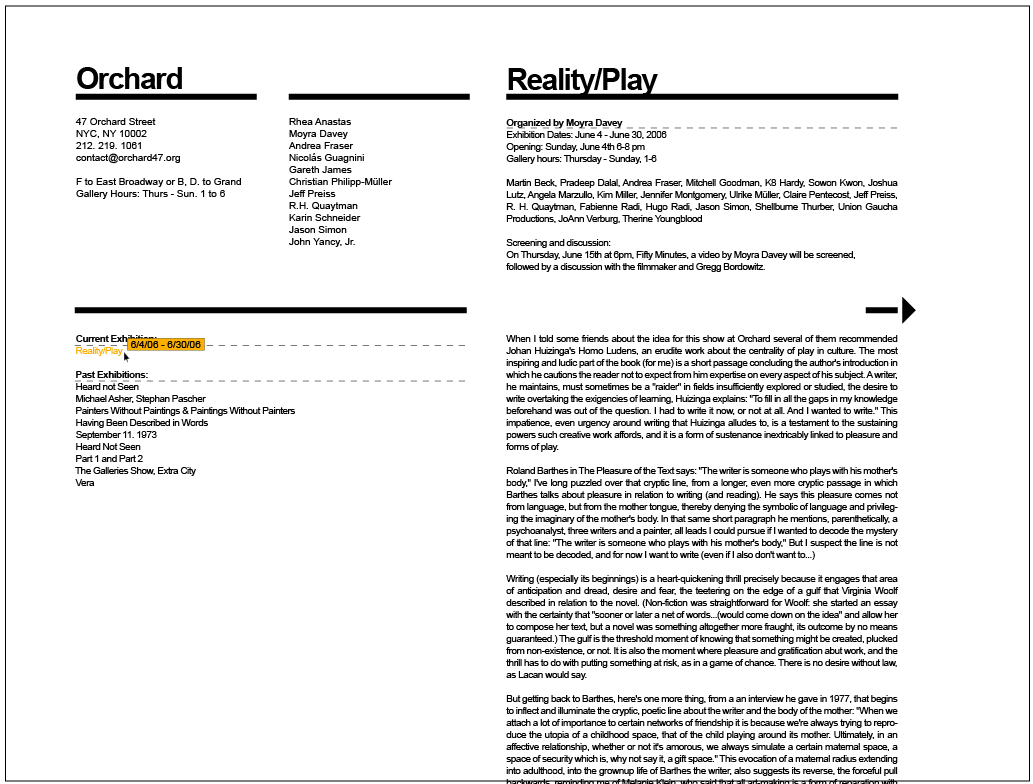 Orchard
47 Orchard Street
NYC, NY 10002
212. 219. 1061
contact@orchard47.org
F to East Broadway or B, D. to Grand
Gallery Hours: Thurs - Sun. 1 to 6
Rhea Anastas
Moyra Davey
Andrea Fraser
Nicolás Guagnini
Gareth James
Christian Philipp-Müller
Jeff Preiss
R.H. Quaytman
Karin Schneider
Jason Simon
John Yancy, Jr.
Reality/Play
Organized by Moyra Davey
Exhibition Dates: June 4 - June 30, 2006
Opening: Sunday, June 4th 6-8 pm
Gallery hours: Thursday - Sunday, 1-6
Martin Beck, Pradeep Dalal, Andrea Fraser, Mitchell Goodman, K8 Hardy, Sowon Kwon, Joshua
Lutz, Angela Marzullo, Kim Miller, Jennifer Montgomery, Ulrike Müller, Claire Pentecost, Jeff Preiss,
R. H. Quaytman, Fabienne Radi, Hugo Radi, Jason Simon, Shellburne Thurber, Union Gaucha
Productions, JoAnn Verburg, Therine Youngblood
Screening and discussion:
On Thursday, June 15th at 6pm, Fifty Minutes, a video by Moyra Davey will be screened,
followed by a discussion with the filmmaker and Gregg Bordowitz.
Current Exhibition:
Reality/Play
6/4/06 - 6/30/06
Past Exhibitions:
Heard not Seen
Michael Asher, Stephan Pascher
Painters Without Paintings & Paintings Without Painters
Having Been Described in Words
September 11. 1973
Heard Not Seen
Part 1 and Part 2
The Galleries Show, Extra City
Vera
When I told some friends about the idea for this show at Orchard several of them recommended
Johan Huizinga's Homo Ludens, an erudite work about the centrality of play in culture. The most
inspiring and ludic part of the book (for me) is a short passage concluding the author's introduction in
which he cautions the reader not to expect from him expertise on every aspect of his subject. A writer,
he maintains, must sometimes be a "raider" in fields insufficiently explored or studied, the desire to
write overtaking the exigencies of learning, Huizinga explains: "To fill in all the gaps in my knowledge
beforehand was out of the question. I had to write it now, or not at all. And I wanted to write." This
impatience, even urgency around writing that Huizinga alludes to, is a testament to the sustaining
powers such creative work affords, and it is a form of sustenance inextricably linked to pleasure and
forms of play.
Roland Barthes in The Pleasure of the Text says: "The writer is someone who plays with his mother's
body," I've long puzzled over that cryptic line, from a longer, even more cryptic passage in which
Barthes talks about pleasure in relation to writing (and reading). He says this pleasure comes not
from language, but from the mother tongue, thereby denying the symbolic of language and privileg-
ing the imaginary of the mother's body. In that same short paragraph he mentions, parenthetically, a
psychoanalyst, three writers and a painter, all leads I could pursue if I wanted to decode the mystery
of that line: "The writer is someone who plays with his mother's body," But I suspect the line is not
meant to be decoded, and for now I want to write (even if I also don't want to...)
Writing (especially its beginnings) is a heart-quickening thrill precisely because it engages that area
of anticipation and dread, desire and fear, the teetering on the edge of a gulf that Virginia Woolf
described in relation to the novel. (Non-fiction was straightforward for Woolf: she started an essay
with the certainty that "sooner or later a net of words...(would come down on the idea" and allow her
to compose her text, but a novel was something altogether more fraught, its outcome by no means
guaranteed.) The gulf is the threshold moment of knowing that something might be created, plucked
from non-existence, or not. It is also the moment where pleasure and gratification abut work, and the
thrill has to do with putting something at risk, as in a game of chance. There is no desire without law,
as Lacan would say.
But getting back to Barthes, here's one more thing, from a an interview he gave in 1977, that begins
to inflect and illuminate the cryptic, poetic line about the writer and the body of the mother: "When we
attach a lot of importance to certain networks of friendship it is because we're always trying to repro-
duce the utopia of a childhood space, that of the child playing around its mother. Ultimately, in an
affective relationship, whether or not it's amorous, we always simulate a certain maternal space, a
space of security which is, why not say it, a gift space." This evocation of a maternal radius extending
into adulthood, into the grownup life of Barthes the writer, also suggests its reverse, the forceful pull
backwards, reminding me of Melanie Klein, who said that all art-making is a form of reparation with